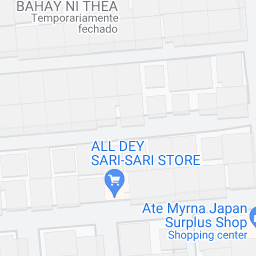 BAHAY NI THEA
Temporariamente
fechado
ALL DEY
SARI-SARI STORE
Ate Myrna Japan
Surplus Shop
Shopping center